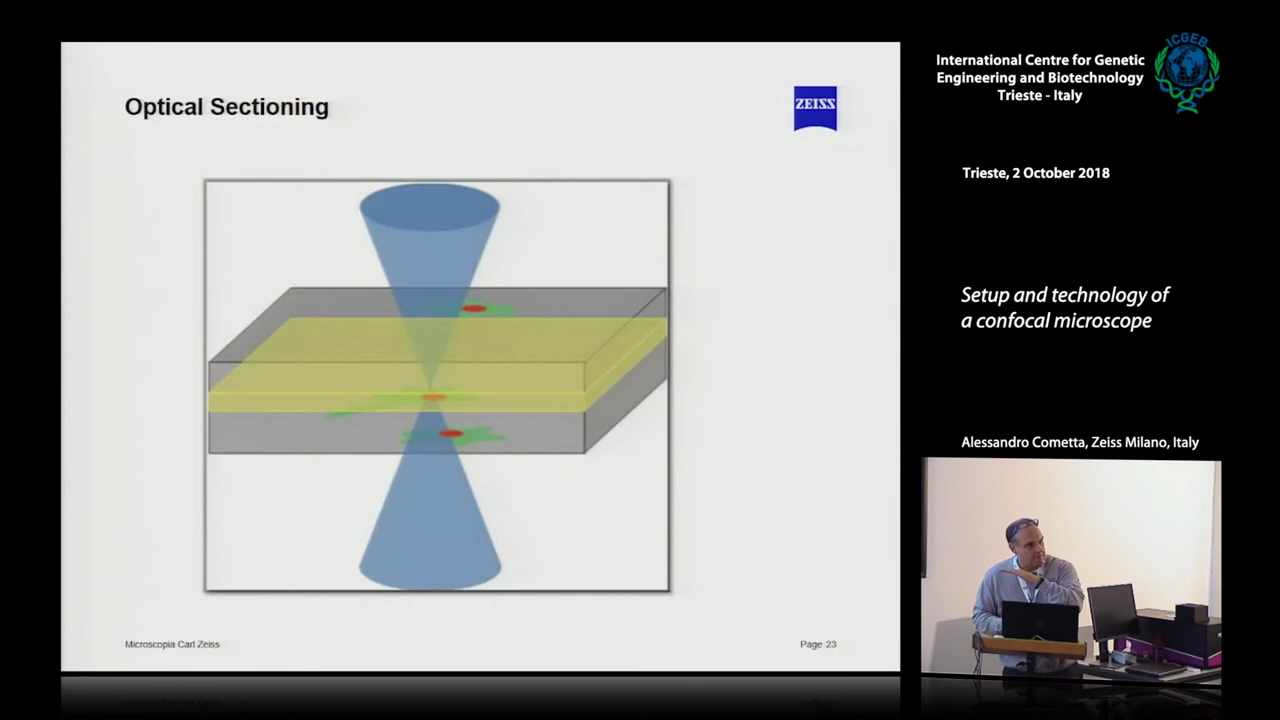 Optical Sectioning
ZEISS
Microscopia Carl Zeiss
Page 23
International Centre for Genetic
Engineering and Biotechnology
Trieste - Italy
ICGEB
Trieste, 2 October 2018
Setup and technology of
a confocal microscope
Alessandro Cometta, Zeiss Milano, Italy